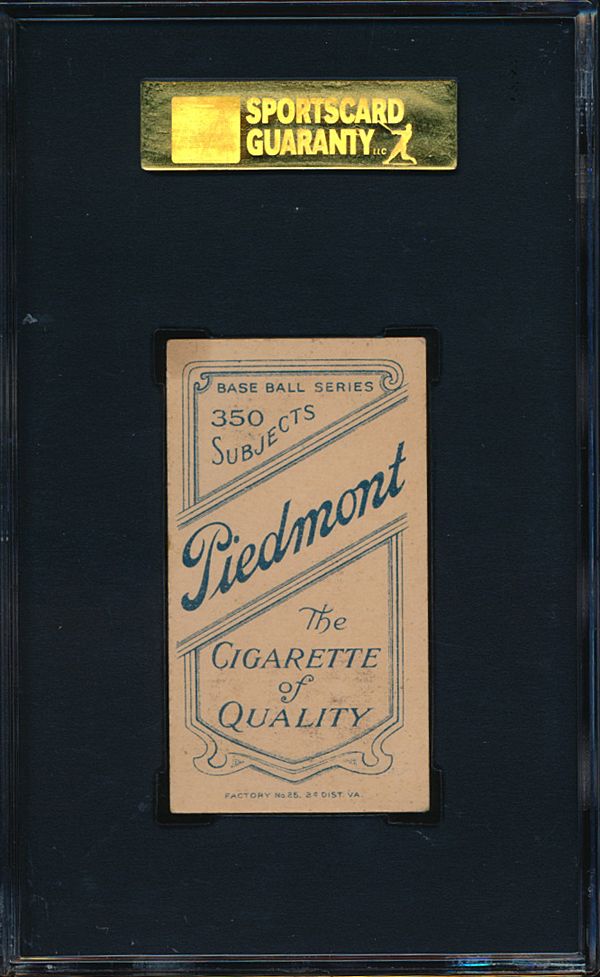 SPORTSCARD
GUARANTY LLC
BASE BALL SERIES
350
SUBJECTS
Piedmont
The
CIGARETTE
of
QUALITY
FACTORY No. 25, 2d DIST. VA.